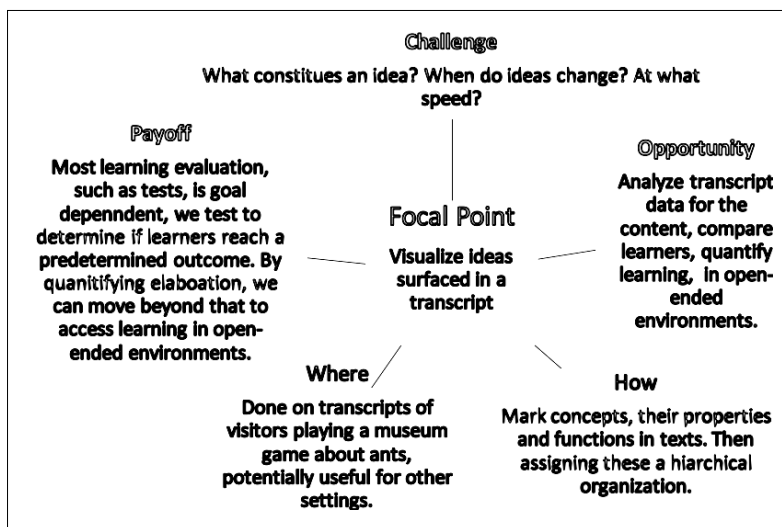 Challenge
What constitues an idea? When do ideas change? At what
speed?
Payoff
Most learning evaluation,
such as tests, is goal
depenndent, we test to
determine if learners reach a
predetermined outcome. By
quanitifying elaboation, we
can move beyond that to
access learning in open-
ended environments.
Opportunity
Analyze transcript
data for the
content, compare
learners, quantify
learning, in open-
ended
environments.
Focal Point
Visualize ideas
surfaced in a
transcript
Where
Done on transcripts of
visitors playing a museum
game about ants,
potentially useful for other
settings.
How
Mark concepts, their properties
and functions in texts. Then
assigning these a hiarchical
organization.